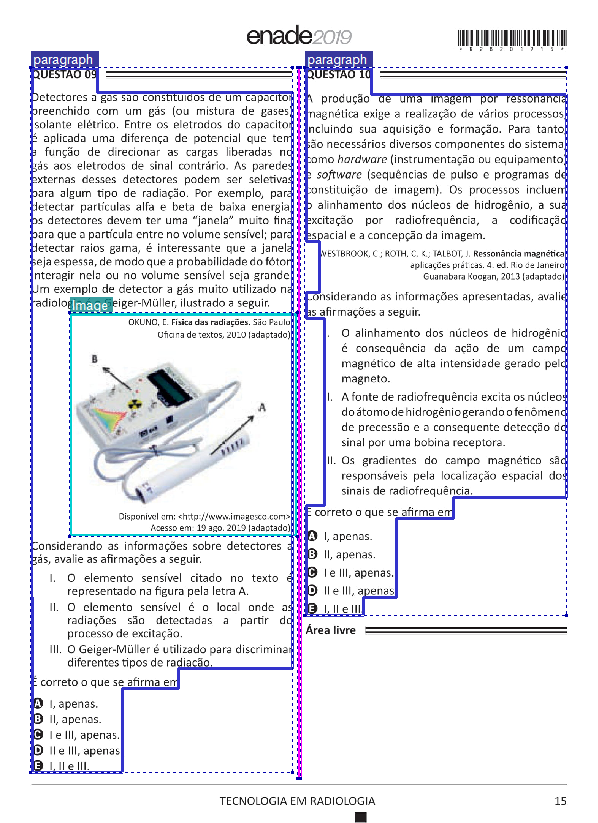 enade2019
*R20201915*
paragraph
QUESTÃO 09
Detectores a gás são constituídos de um capacitor
preenchido com um gás (ou mistura de gases)
isolante elétrico. Entre os eletrodos do capacitor
é aplicada uma diferença de potencial que tem
a função de direcionar as cargas liberadas no
gás aos eletrodos de sinal contrário. As paredes
externas desses detectores podem ser seletivas
para algum tipo de radiação. Por exemplo, para
detectar partículas alfa e beta de baixa energia,
os detectores devem ter uma “janela” muito fina
para que a partícula entre no volume sensível; para
detectar raios gama, é interessante que a janela
seja espessa, de modo que a probabilidade do fóton
interagir nela ou no volume sensível seja grande.
Um exemplo de detector a gás muito utilizado na
radiolog Image eiger-Müller, ilustrado a seguir.
OKUNO, E. Física das radiações. São Paulo:
Oficina de textos, 2010 (adaptado).
B
A
Disponível em: <http://www.imagesco.com>.
Acesso em: 19 ago. 2019 (adaptado).
Considerando as informações sobre detectores a
gás, avalie as afirmações a seguir.
I. O elemento sensível citado no texto é
representado na figura pela letra A.
II. O elemento sensível é o local onde as
radiações são detectadas a partir do
processo de excitação.
III. O Geiger-Müller é utilizado para discriminar
diferentes tipos de radiação.
É correto o que se afirma em
A I, apenas.
B II, apenas.
C I e III, apenas.
D II e III, apenas.
E I, II e III.
paragraph
QUESTÃO 10
A produção de uma imagem por ressonância
magnética exige a realização de vários processos
incluindo sua aquisição e formação. Para tanto,
são necessários diversos componentes do sistema,
como hardware (instrumentação ou equipamento)
e software (sequências de pulso e programas de
constituição de imagem). Os processos incluem
o alinhamento dos núcleos de hidrogênio, a sua
excitação por radiofrequência, a codificação
espacial e a concepção da imagem.
WESTBROOK, C.; ROTH, C. K.; TALBOT, J. Ressonância magnética:
aplicações práticas. 4. ed. Rio de Janeiro:
Guanabara Koogan, 2013 (adaptado).
Considerando as informações apresentadas, avalie
as afirmações a seguir.
I. O alinhamento dos núcleos de hidrogênio
é consequência da ação de um campo
magnético de alta intensidade gerado pelo
magneto.
II. A fonte de radiofrequência excita os núcleos
do átomo de hidrogênio gerando o fenômeno
de precessão e a consequente detecção do
sinal por uma bobina receptora.
III. Os gradientes do campo magnético são
responsáveis pela localização espacial dos
sinais de radiofrequência.
É correto o que se afirma em
A I, apenas.
B II, apenas.
C I e III, apenas.
D II e III, apenas.
E I, II e III.
Área livre
TECNOLOGIA EM RADIOLOGIA 15